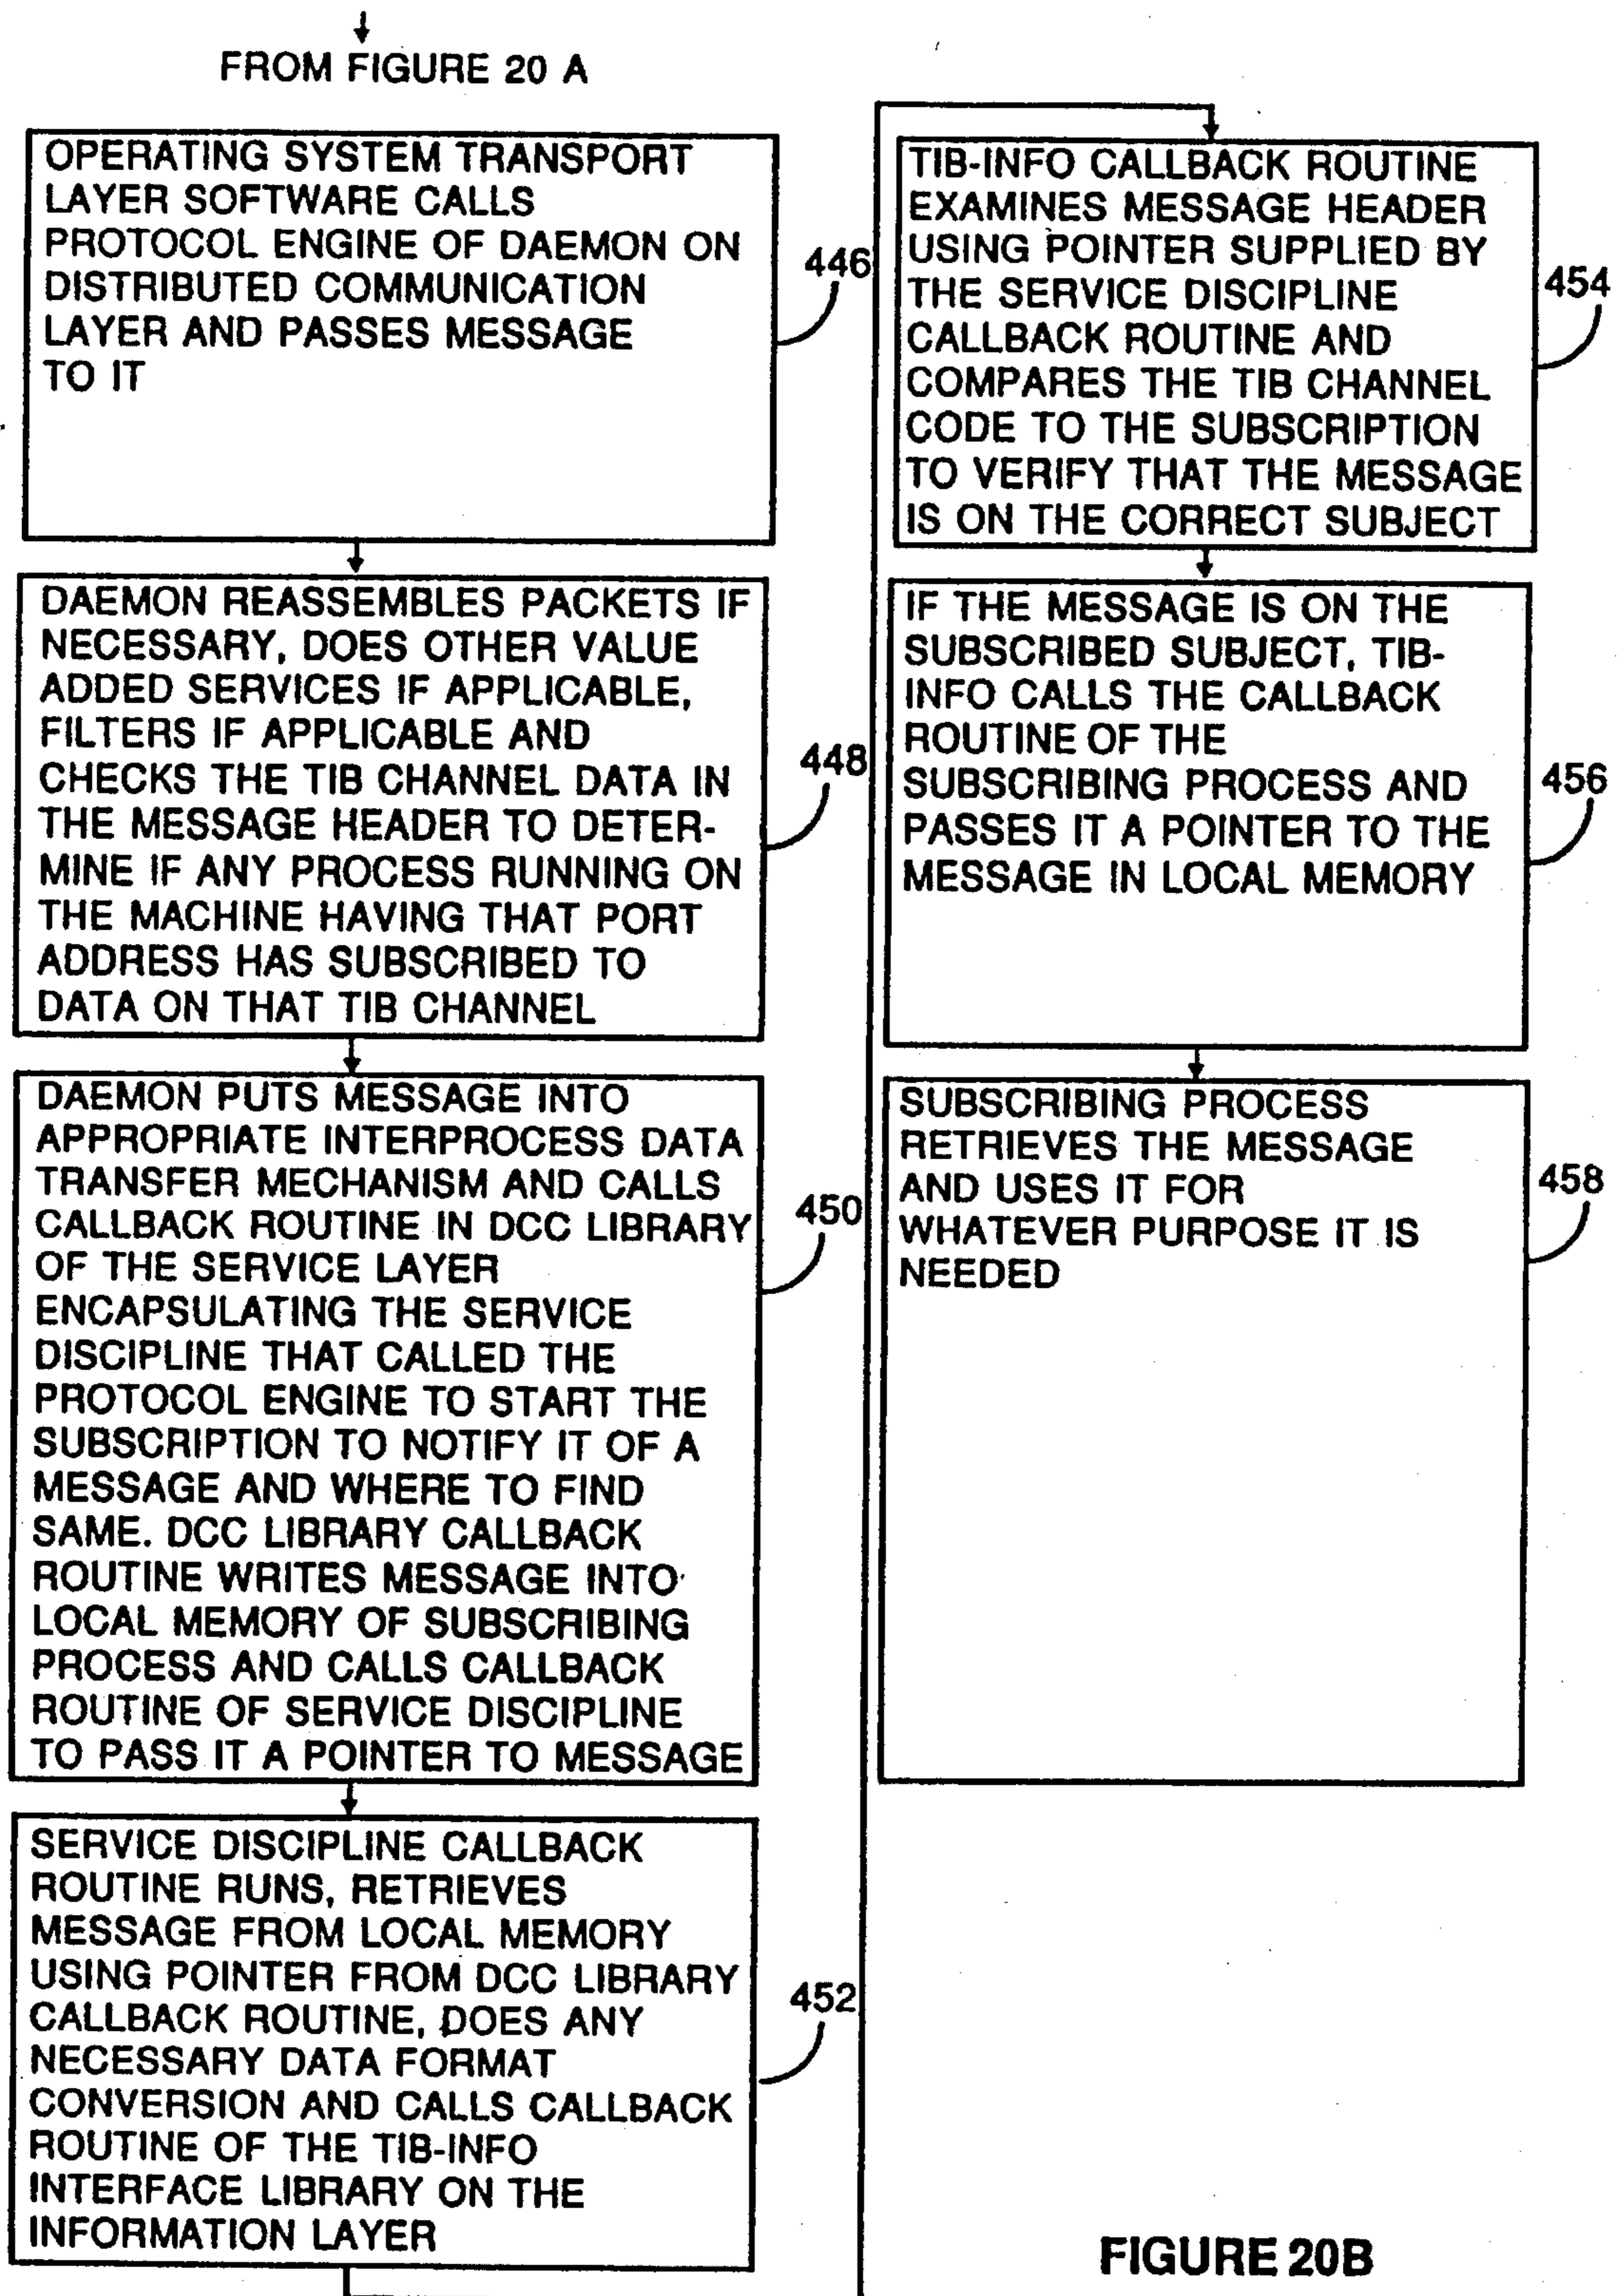 FROM FIGURE 20 A
OPERATING SYSTEM TRANSPORT
LAYER SOFTWARE CALLS
PROTOCOL ENGINE OF DAEMON ON
DISTRIBUTED COMMUNICATION
LAYER AND PASSES MESSAGE
TO IT
446
DAEMON REASSEMBLES PACKETS IF
NECESSARY, DOES OTHER VALUE
ADDED SERVICES IF APPLICABLE,
FILTERS IF APPLICABLE AND
CHECKS THE TIB CHANNEL DATA IN
THE MESSAGE HEADER TO DETER-
MINE IF ANY PROCESS RUNNING ON
THE MACHINE HAVING THAT PORT
ADDRESS HAS SUBSCRIBED TO
DATA ON THAT TIB CHANNEL
448
DAEMON PUTS MESSAGE INTO
APPROPRIATE INTERPROCESS DATA
TRANSFER MECHANISM AND CALLS
CALLBACK ROUTINE IN DCC LIBRARY
OF THE SERVICE LAYER
ENCAPSULATING THE SERVICE
DISCIPLINE THAT CALLED THE
PROTOCOL ENGINE TO START THE
SUBSCRIPTION TO NOTIFY IT OF A
MESSAGE AND WHERE TO FIND
SAME. DCC LIBRARY CALLBACK
ROUTINE WRITES MESSAGE INTO
LOCAL MEMORY OF SUBSCRIBING
PROCESS AND CALLS CALLBACK
ROUTINE OF SERVICE DISCIPLINE
TO PASS IT A POINTER TO MESSAGE
450
SERVICE DISCIPLINE CALLBACK
ROUTINE RUNS, RETRIEVES
MESSAGE FROM LOCAL MEMORY
USING POINTER FROM DCC LIBRARY
CALLBACK ROUTINE, DOES ANY
NECESSARY DATA FORMAT
CONVERSION AND CALLS CALLBACK
ROUTINE OF THE TIB-INFO
INTERFACE LIBRARY ON THE
INFORMATION LAYER
452
TIB-INFO CALLBACK ROUTINE
EXAMINES MESSAGE HEADER
USING POINTER SUPPLIED BY
THE SERVICE DISCIPLINE
CALLBACK ROUTINE AND
COMPARES THE TIB CHANNEL
CODE TO THE SUBSCRIPTION
TO VERIFY THAT THE MESSAGE
IS ON THE CORRECT SUBJECT
454
IF THE MESSAGE IS ON THE
SUBSCRIBED SUBJECT, TIB-
INFO CALLS THE CALLBACK
ROUTINE OF THE
SUBSCRIBING PROCESS AND
PASSES IT A POINTER TO THE
MESSAGE IN LOCAL MEMORY
456
SUBSCRIBING PROCESS
RETRIEVES THE MESSAGE
AND USES IT FOR
WHATEVER PURPOSE IT IS
NEEDED
458
FIGURE 20B